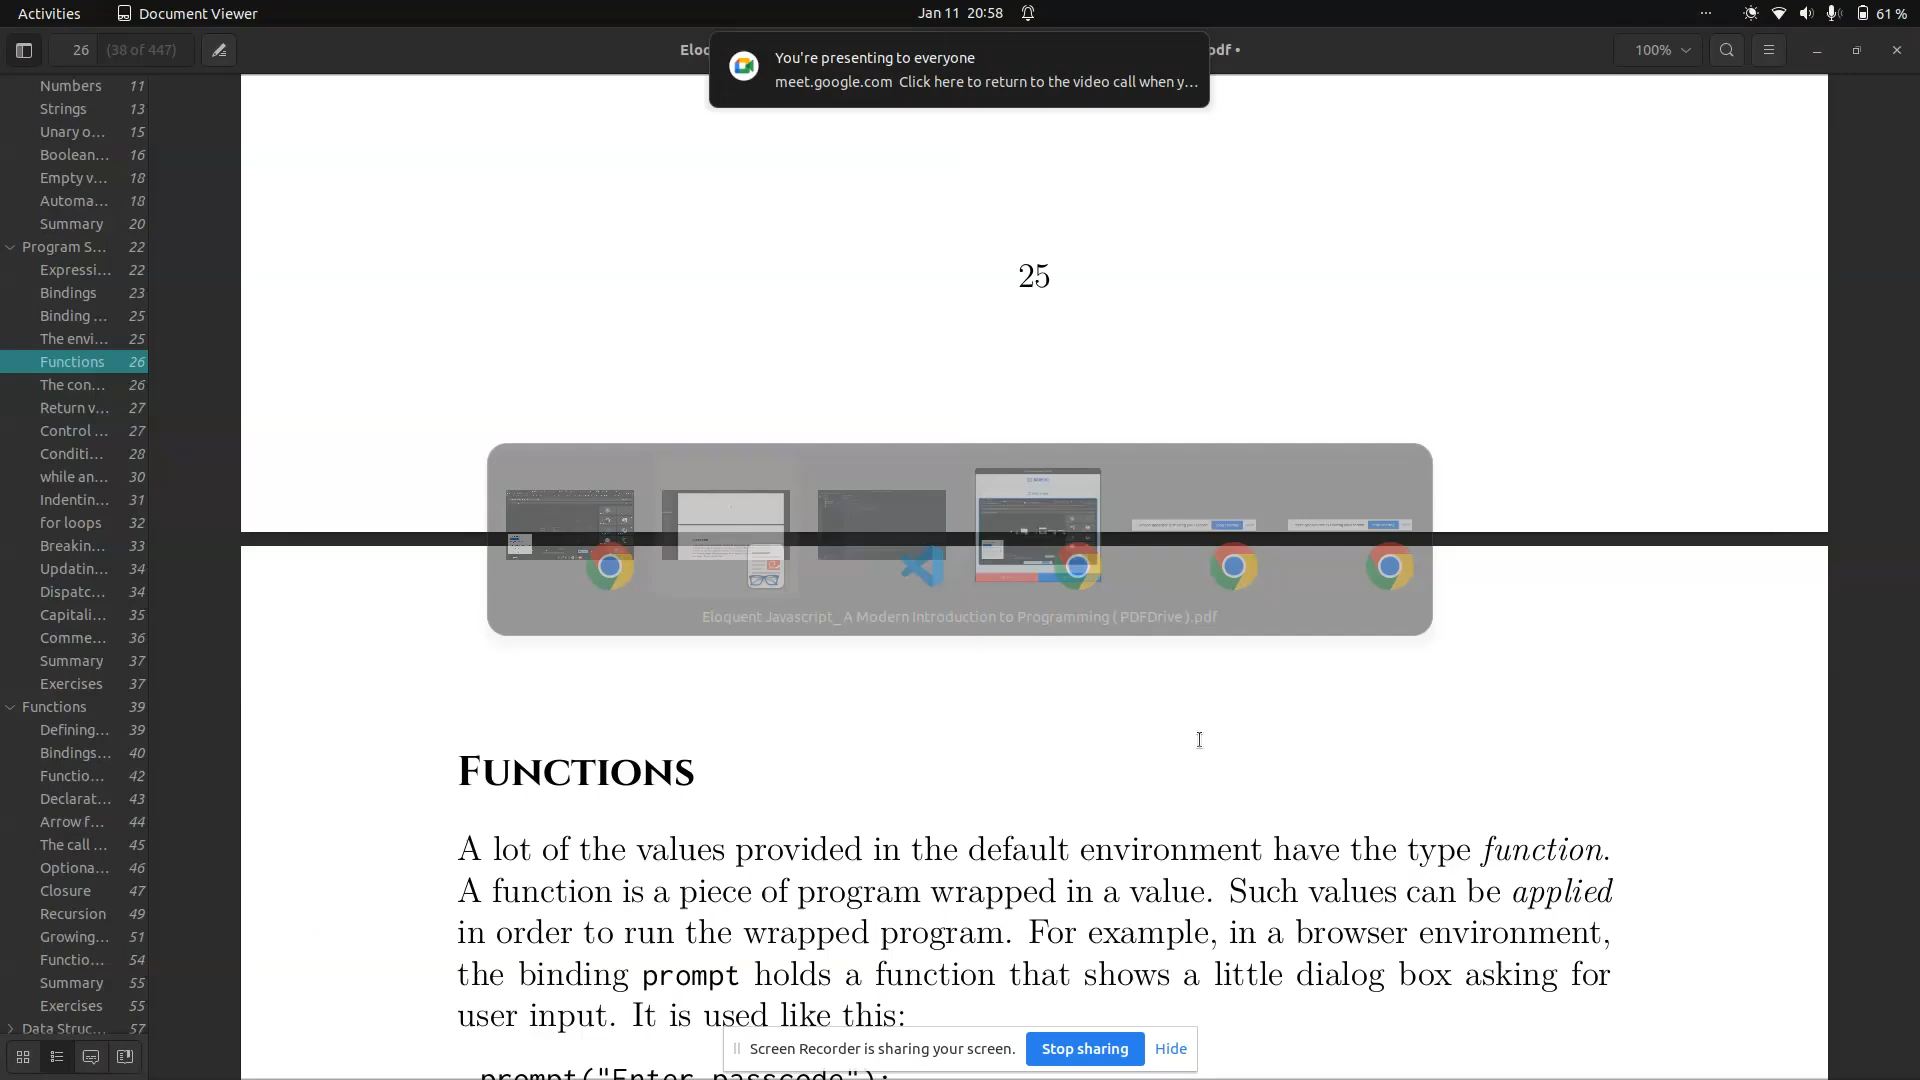 Activities
Document Viewer
Jan 11 20:58
61 %
26
(38 of 447)
Eloq
pdf •
100%
You're presenting to everyone
meet.google.com Click here to return to the video call when y...
Numbers 11
Strings 13
Unary o... 15
Boolean... 16
Empty v... 18
Automa... 18
Summary 20
Program S... 22
Expressi... 22
Bindings 23
Binding ... 25
The envi... 25
Functions 26
The con... 26
Return v... 27
Control ... 27
Conditi... 28
while an... 30
Indentin... 31
for loops 32
Breakin... 33
Updatin... 34
Dispatc... 34
Capitali... 35
Comme... 36
Summary 37
Exercises 37
Functions 39
Defining... 39
Bindings... 40
Functio... 42
Declarat... 43
Arrow f... 44
The call ... 45
Optiona... 46
Closure 47
Recursion 49
Growing... 51
Functio... 54
Summary 55
Exercises 55
Data Struc... 57
25
Eloquent Javascript_ A Modern Introduction to Programming ( PDFDrive ).pdf
FUNCTIONS
A lot of the values provided in the default environment have the type function.
A function is a piece of program wrapped in a value. Such values can be applied
in order to run the wrapped program. For example, in a browser environment,
the binding prompt holds a function that shows a little dialog box asking for
user input. It is used like this:
prompt("Enter passcode");
Screen Recorder is sharing your screen.
Stop sharing
Hide